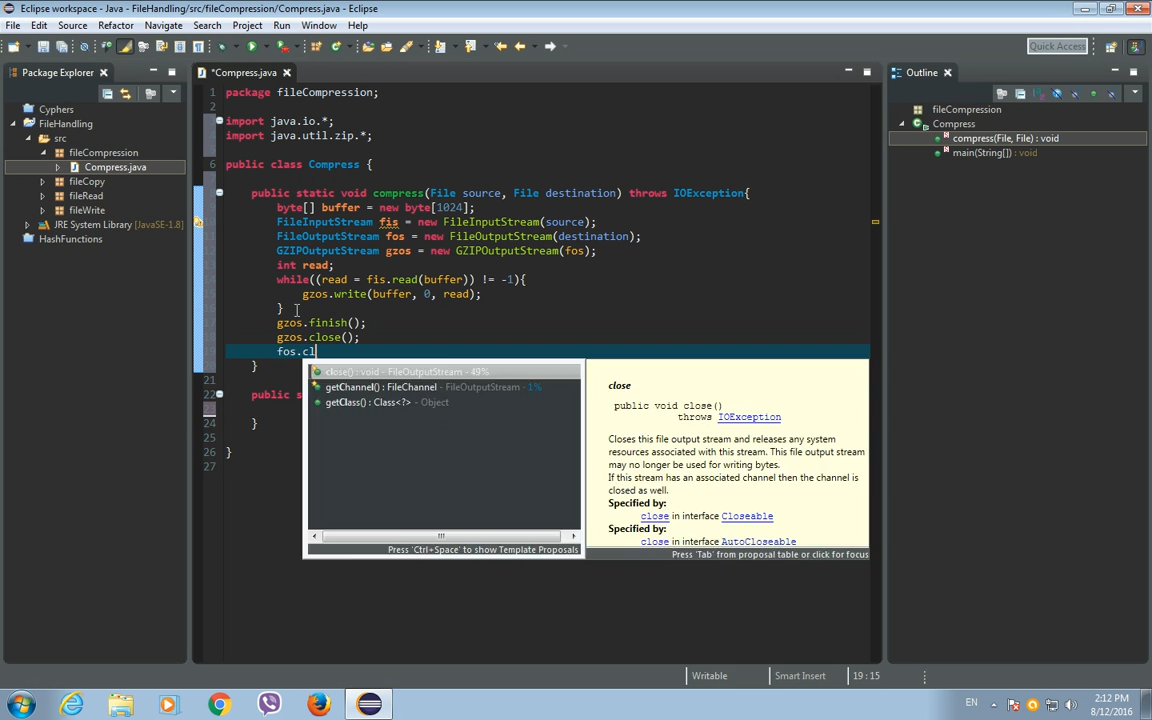 Eclipse workspace - Java - FileHandling/src/fileCompression/Compress.java - Eclipse
File Edit Source Refactor Navigate Search Project Run Window Help
Quick Access
Package Explorer
*Compress.java
Outline
Cyphers
FileHandling
src
fileCompression
Compress.java
fileCopy
fileRead
fileWrite
JRE System Library [JavaSE-1.8]
HashFunctions
1 package fileCompression;
2
import java.io.*;
import java.util.zip.*;
6 public class Compress {
public static void compress(File source, File destination) throws IOException{
byte[] buffer = new byte[1024];
FileInputStream fis = new FileInputStream(source);
FileOutputStream fos = new FileOutputStream(destination);
GZIPOutputStream gzos = new GZIPOutputStream(fos);
int read;
while((read = fis.read(buffer)) != -1){
gzos.write(buffer, 0, read);
}
gzos.finish();
gzos.close();
fos.cl
}
21
22 public s
23
24 }
25
26 }
27
close() : void - FileOutputStream - 49%
getChannel() : FileChannel - FileOutputStream - 1%
getClass() : Class<?> - Object
Press 'Ctrl+Space' to show Template Proposals
close
public void close()
throws IOException
Closes this file output stream and releases any system
resources associated with this stream. This file output stream
may no longer be used for writing bytes.
If this stream has an associated channel then the channel is
closed as well.
Specified by:
close in interface Closeable
Specified by:
close in interface AutoCloseable
Press 'Tab' from proposal table or click for focus
fileCompression
Compress
compress(File, File) : void
main(String[]) : void
Writable
Smart Insert
19 : 15
EN
2:12 PM
8/12/2016